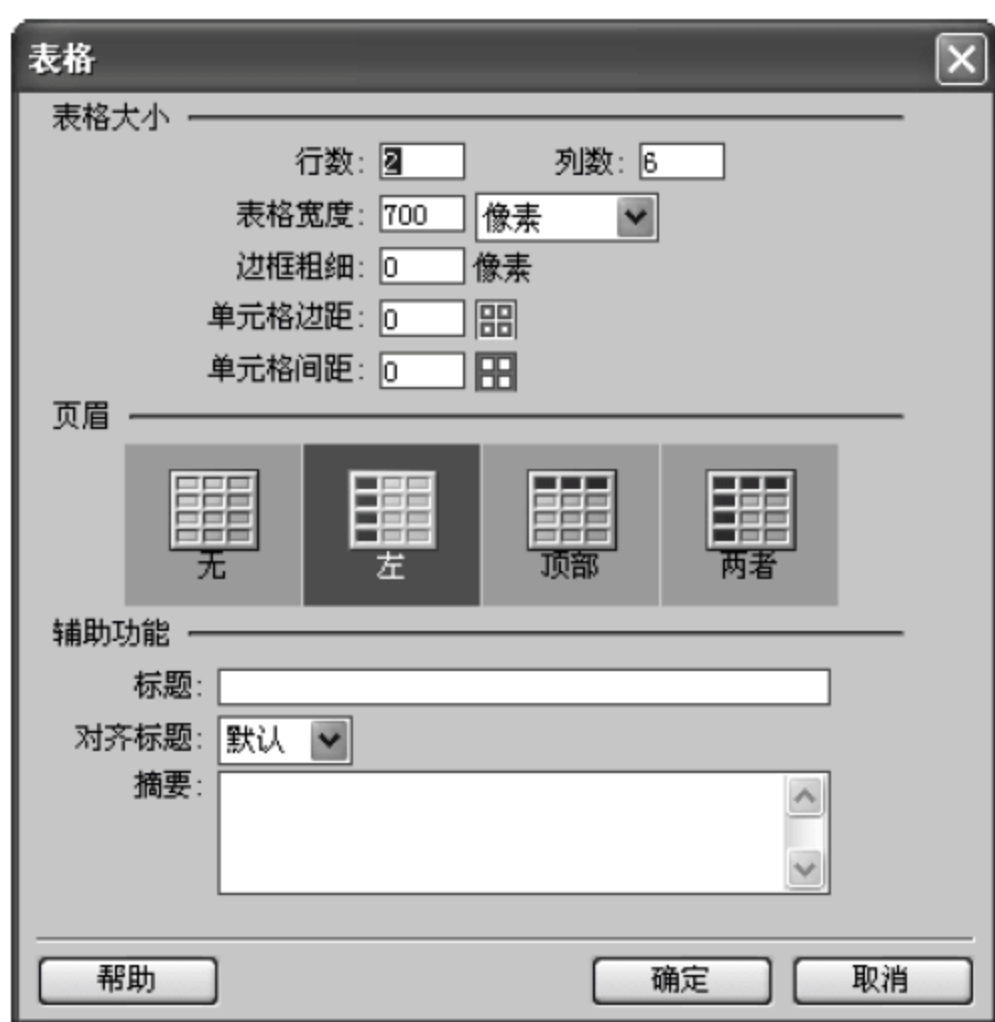 表格
表格大小
行数: 2 列数: 6
表格宽度: 700 像素
边框粗细: 0 像素
单元格边距: 0
单元格间距: 0
页眉
无 左 顶部 两者
辅助功能
标题:
对齐标题: 默认
摘要:
帮助 确定 取消